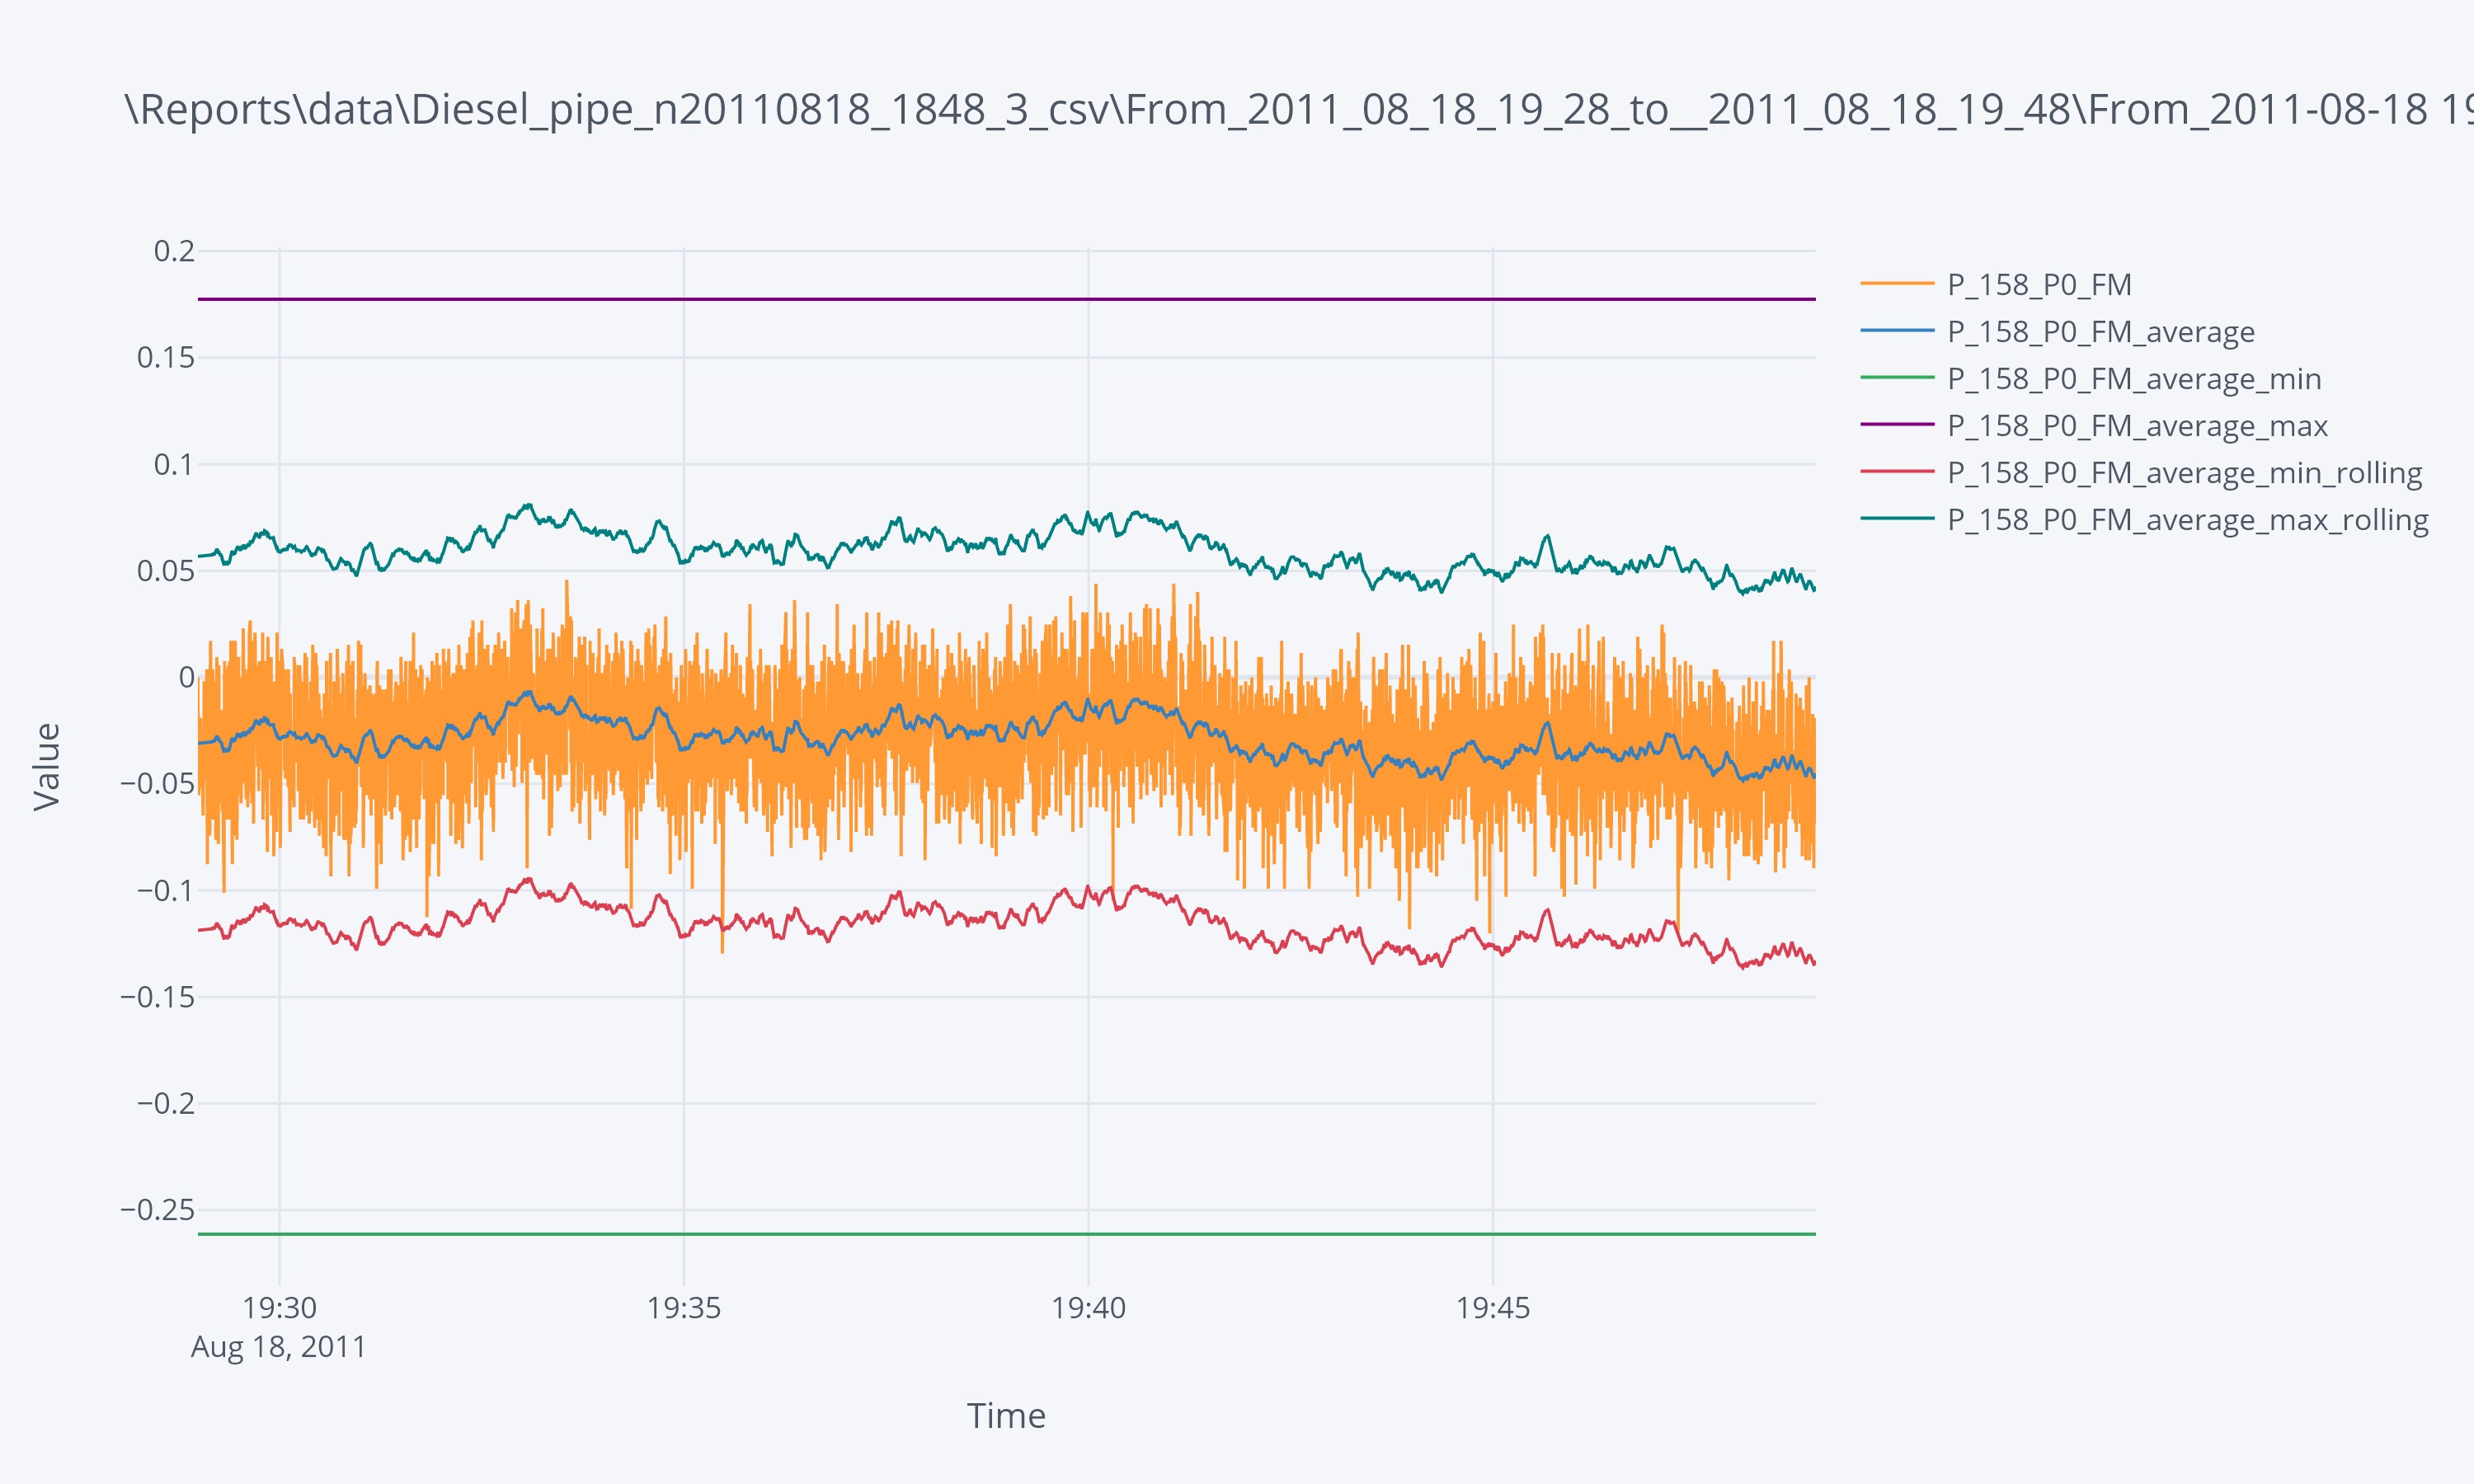 \Reports\data\Diesel_pipe_n20110818_1848_3_csv\From_2011_08_18_19_28_to__2011_08_18_19_48\From_2011-08-18 19
0.2
0.15
0.1
0.05
0
−0.05
−0.1
−0.15
−0.2
−0.25
Value
P_158_P0_FM
P_158_P0_FM_average
P_158_P0_FM_average_min
P_158_P0_FM_average_max
P_158_P0_FM_average_min_rolling
P_158_P0_FM_average_max_rolling
19:30 19:35 19:40 19:45
Aug 18, 2011
Time